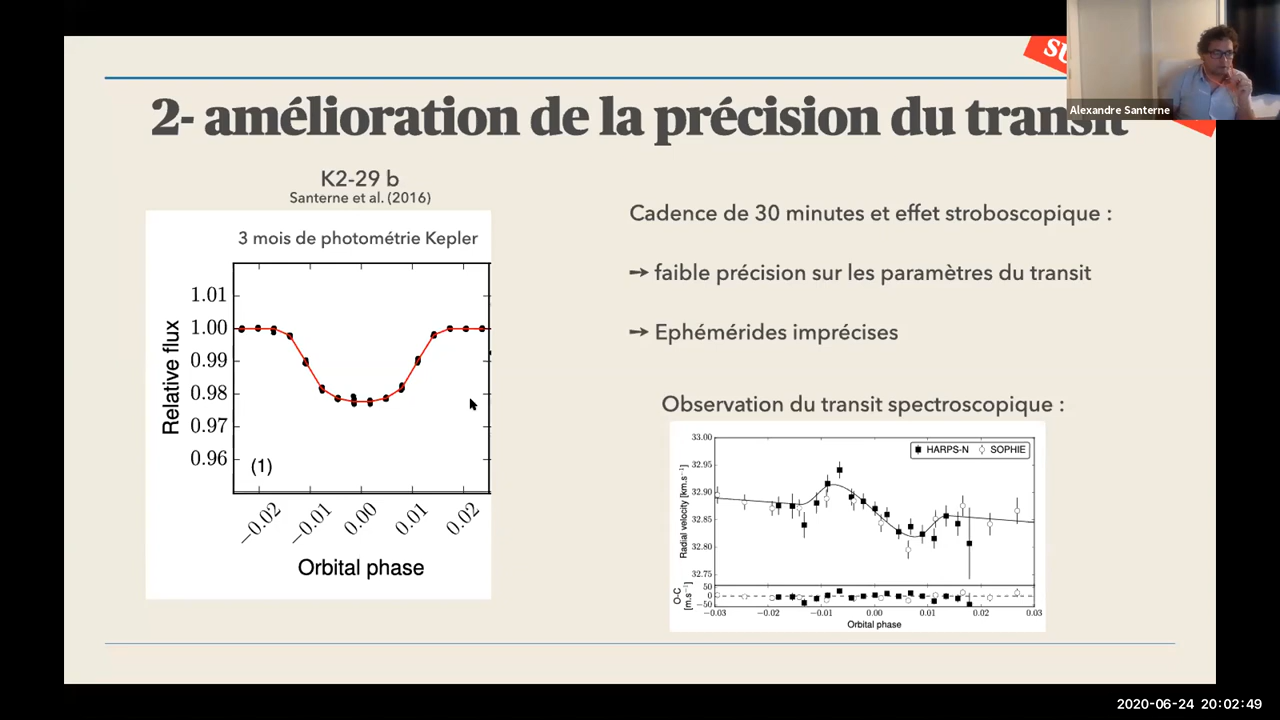 2- amélioration de la précision du transit
Alexandre Santerne
K2-29 b
Santerne et al. (2016)
3 mois de photométrie Kepler
1.01
1.00
0.99
0.98
0.97
0.96
Relative flux
(1)
−0.02
−0.01
0.00
0.01
0.02
Orbital phase
Cadence de 30 minutes et effet stroboscopique :
➙ faible précision sur les paramètres du transit
➙ Ephémérides imprécises
Observation du transit spectroscopique :
33.00
32.95
32.90
32.85
32.80
32.75
Radial velocity [km.s⁻¹]
HARPS-N SOPHIE
50
0
−50
O-C
[m.s⁻¹]
−0.03 −0.02 −0.01 0.00 0.01 0.02 0.03
Orbital phase
2020-06-24 20:02:49